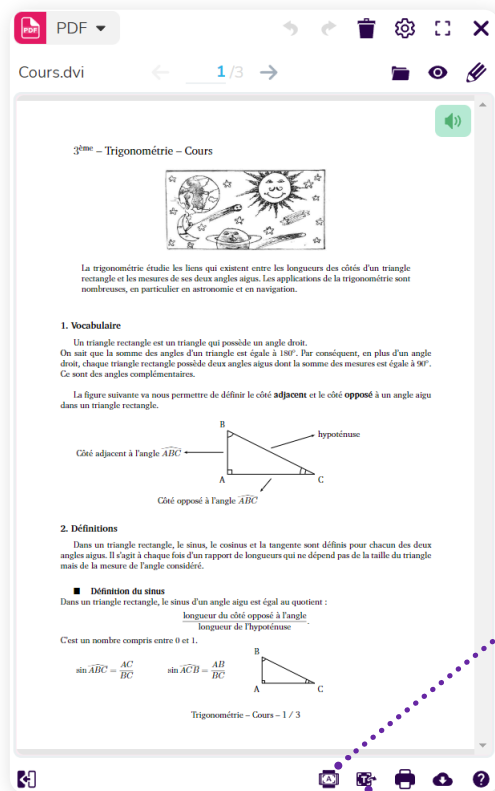 PDF PDF
Cours.dvi 1/3
3ème – Trigonométrie – Cours
La trigonométrie étudie les liens qui existent entre les longueurs des côtés d'un triangle
rectangle et les mesures de ses deux angles aigus. Les applications de la trigonométrie sont
nombreuses, en particulier en astronomie et en navigation.
1. Vocabulaire
Un triangle rectangle est un triangle qui possède un angle droit.
On sait que la somme des angles d'un triangle est égale à 180°. Par conséquent, en plus d'un angle
droit, chaque triangle rectangle possède deux angles aigus dont la somme des mesures est égale à 90°.
Ce sont des angles complémentaires.
La figure suivante va nous permettre de définir le côté adjacent et le côté opposé à un angle aigu
dans un triangle rectangle.
B
hypoténuse
Côté adjacent à l'angle ABC
A C
Côté opposé à l'angle ABC
2. Définitions
Dans un triangle rectangle, le sinus, le cosinus et la tangente sont définis pour chacun des deux
angles aigus. Il s'agit à chaque fois d'un rapport de longueurs qui ne dépend pas de la taille du triangle
mais de la mesure de l'angle considéré.
■ Définition du sinus
Dans un triangle rectangle, le sinus d'un angle aigu est égal au quotient :
longueur du côté opposé à l'angle
longueur de l'hypoténuse.
C'est un nombre compris entre 0 et 1.
B
sin ABC = AC/BC sin ACB = AB/BC
A C
Trigonométrie – Cours – 1 / 3
A T ?